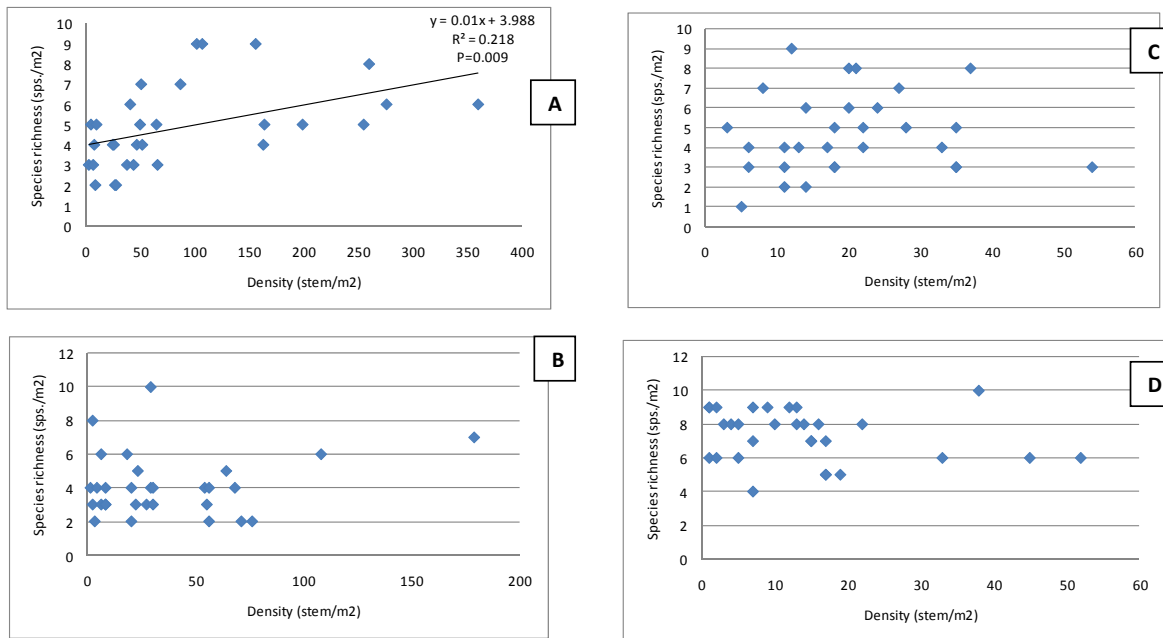 y = 0.01x + 3.988
R² = 0.218
P=0.009
A
Species richness (sps./m2)
10
9
8
7
6
5
4
3
2
1
0
0 50 100 150 200 250 300 350 400
Density (stem/m2)
C
Species richness (sps./m2)
10
9
8
7
6
5
4
3
2
1
0
0 10 20 30 40 50 60
Density (stem/m2)
B
Species richness (sps./m2)
12
10
8
6
4
2
0
0 50 100 150 200
Density (stem/m2)
D
Species richness (sps./m2)
12
10
8
6
4
2
0
0 10 20 30 40 50 60
Density (stem/m2)